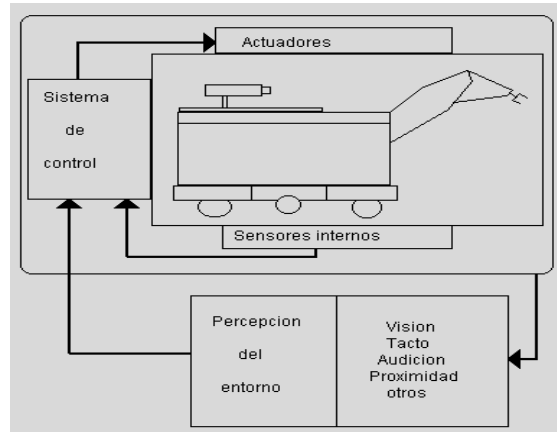 Actuadores
Sistema
de
control
Sensores internos
Percepcion
del
entorno
Vision
Tacto
Audicion
Proximidad
otros